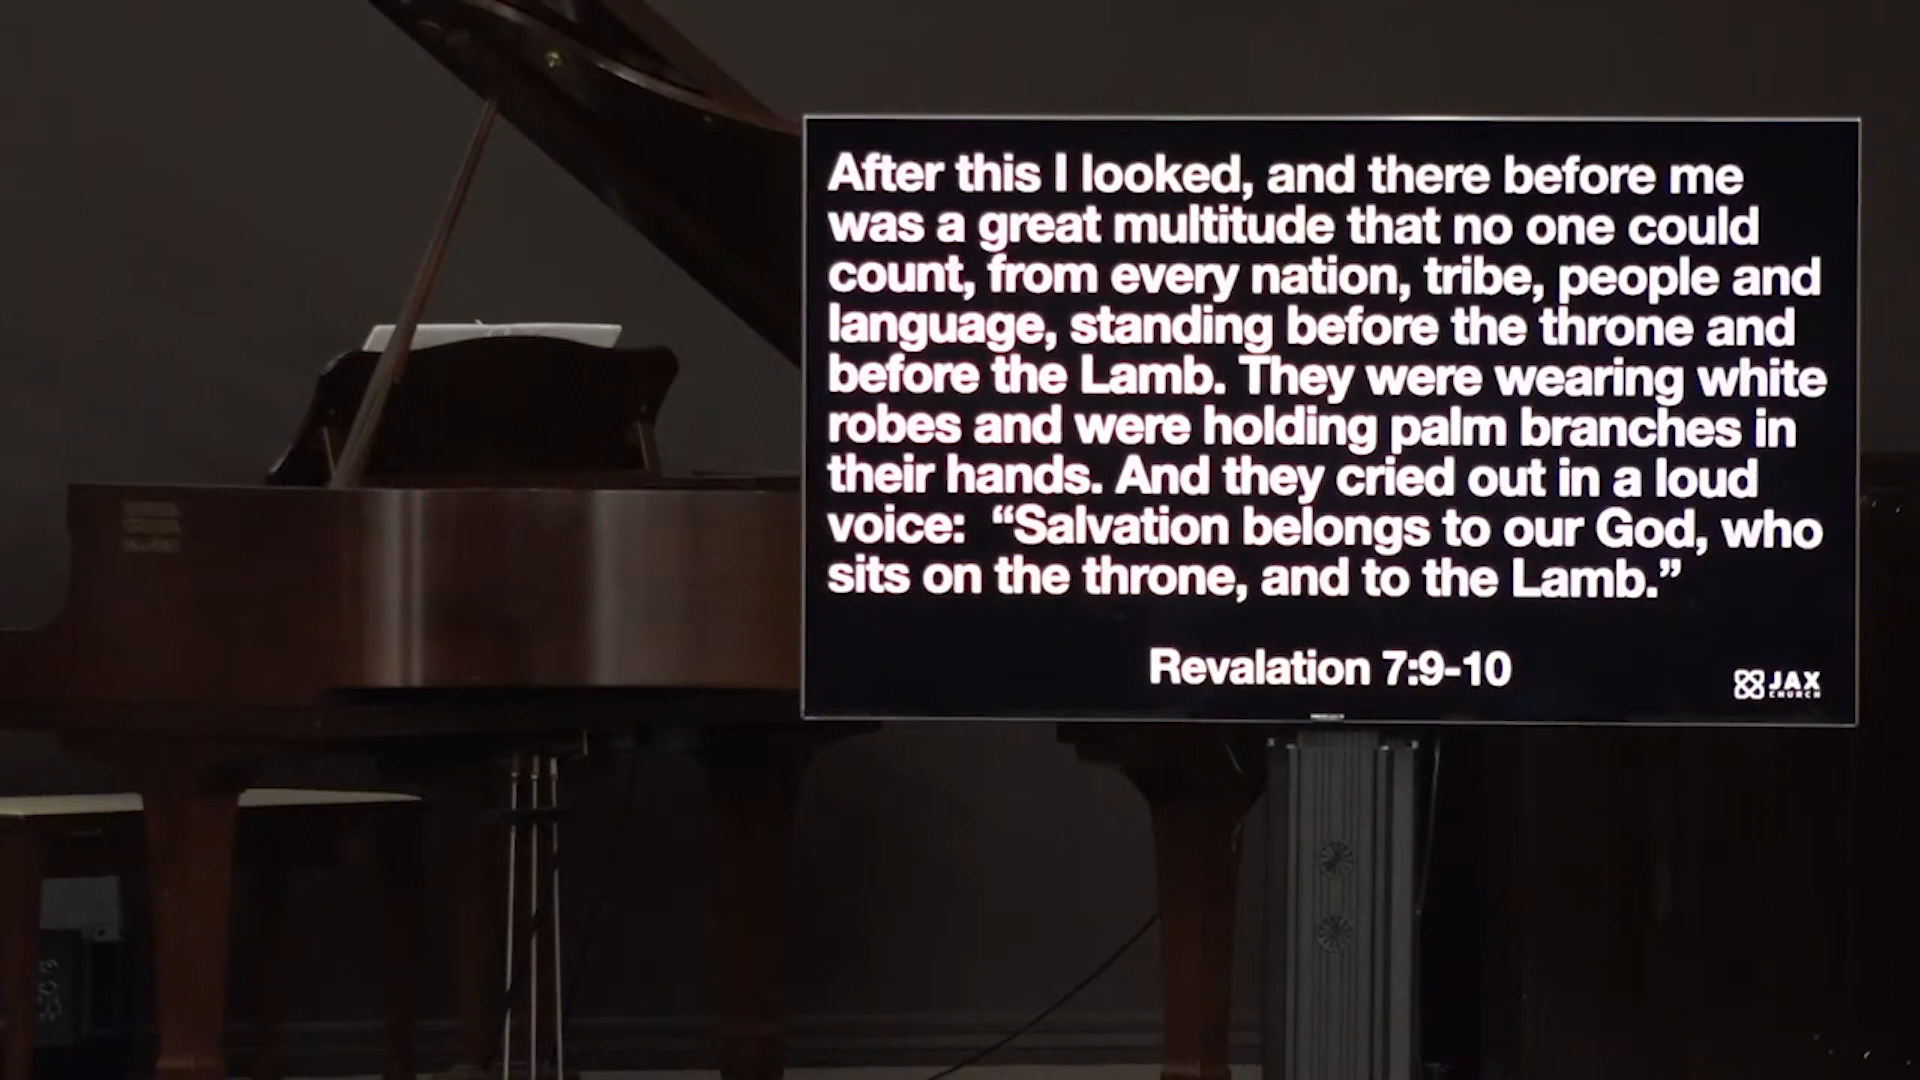 After this I looked, and there before me
was a great multitude that no one could
count, from every nation, tribe, people and
language, standing before the throne and
before the Lamb. They were wearing white
robes and were holding palm branches in
their hands. And they cried out in a loud
voice:  “Salvation belongs to our God, who
sits on the throne, and to the Lamb.”
Revalation 7:9-10
JAX
CHURCH